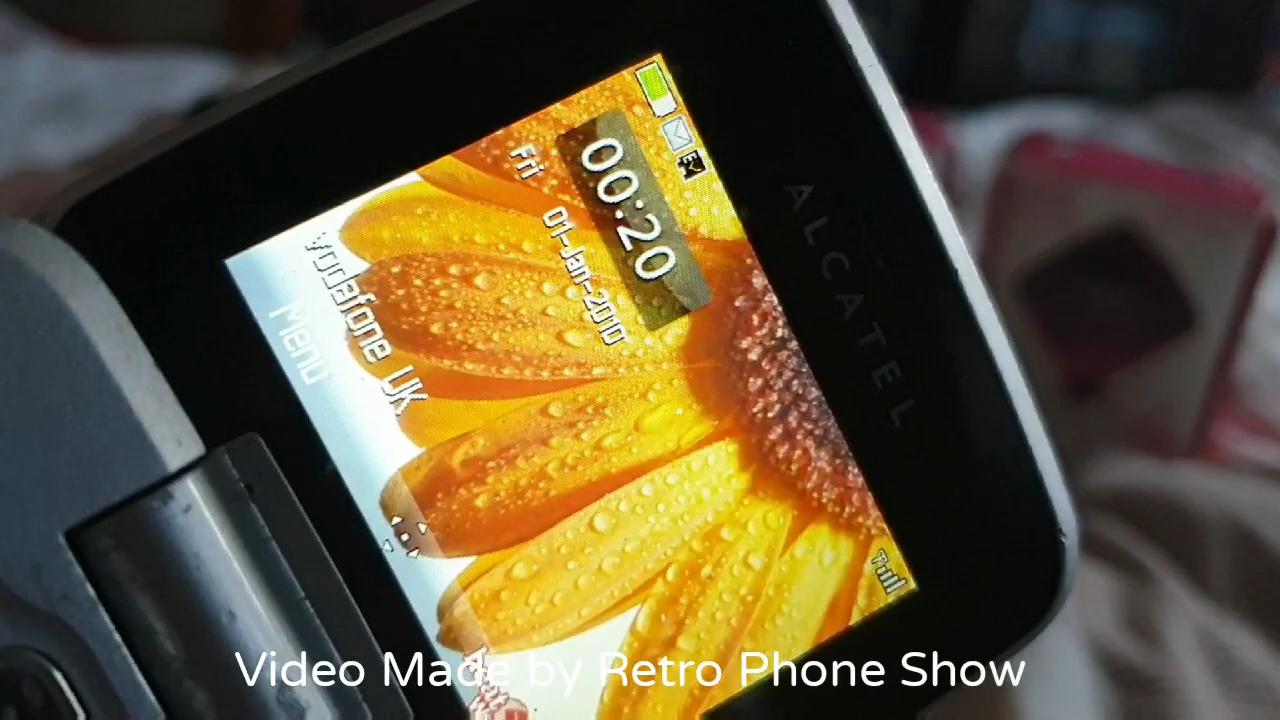 ALCATEL
00:20
Fri 01-Jan-2010
vodafone UK
Menu
Video Made by Retro Phone Show